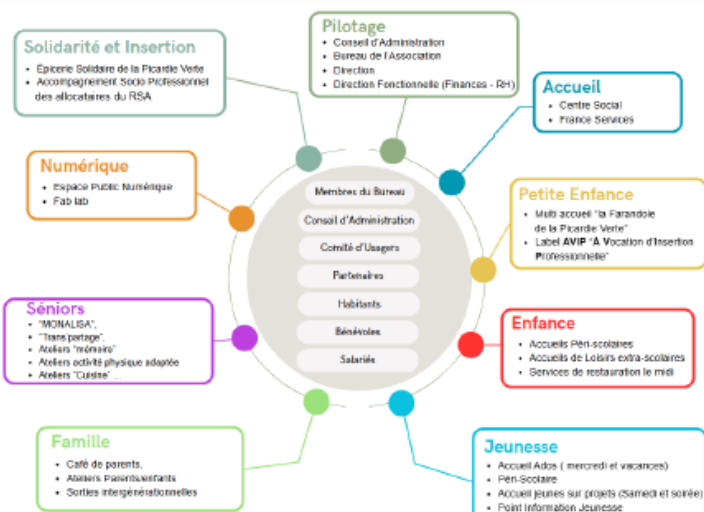 Pilotage
• Conseil d'Administration
• Bureau de l'Association
• Direction
• Direction Fonctionnelle (Finances - RH)
Solidarité et Insertion
• Epicerie Solidaire de la Picardie Verte
• Accompagnement Socio Professionnel
des allocataires du RSA
Accueil
• Centre Social
• France Services
Numérique
• Espace Public Numérique
• Fab lab
Petite Enfance
• Multi accueil "la Farandole
de la Picardie Verte"
• Label AVIP "À Vocation d'Insertion
Professionnelle"
Membres du Bureau
Conseil d'Administration
Comité d'Usagers
Partenaires
Habitants
Bénévoles
Salariés
Séniors
• "MONALISA",
• "Trans'partage",
• Ateliers "mémoire"
• Ateliers activité physique adaptée
• Ateliers "Cuisine" ...
Enfance
• Accueils Péri-scolaires
• Accueils de Loisirs extra-scolaires
• Services de restauration le midi
Famille
• Café de parents,
• Ateliers Parents/enfants
• Sorties intergénérationnelles
Jeunesse
• Accueil Ados ( mercredi et vacances)
• Péri-Scolaire
• Accueil jeunes sur projets (Samedi et soirée)
• Point Information Jeunesse